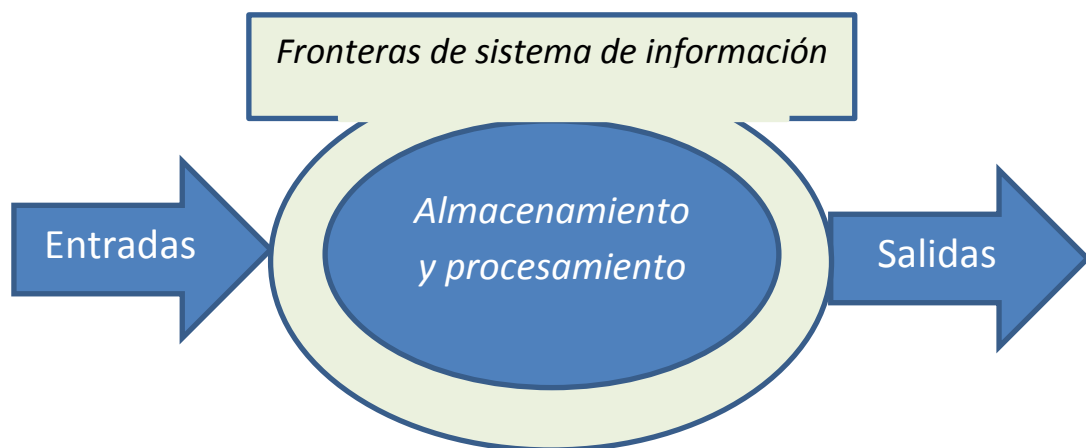 Fronteras de sistema de información
Entradas
Almacenamiento
y procesamiento
Salidas